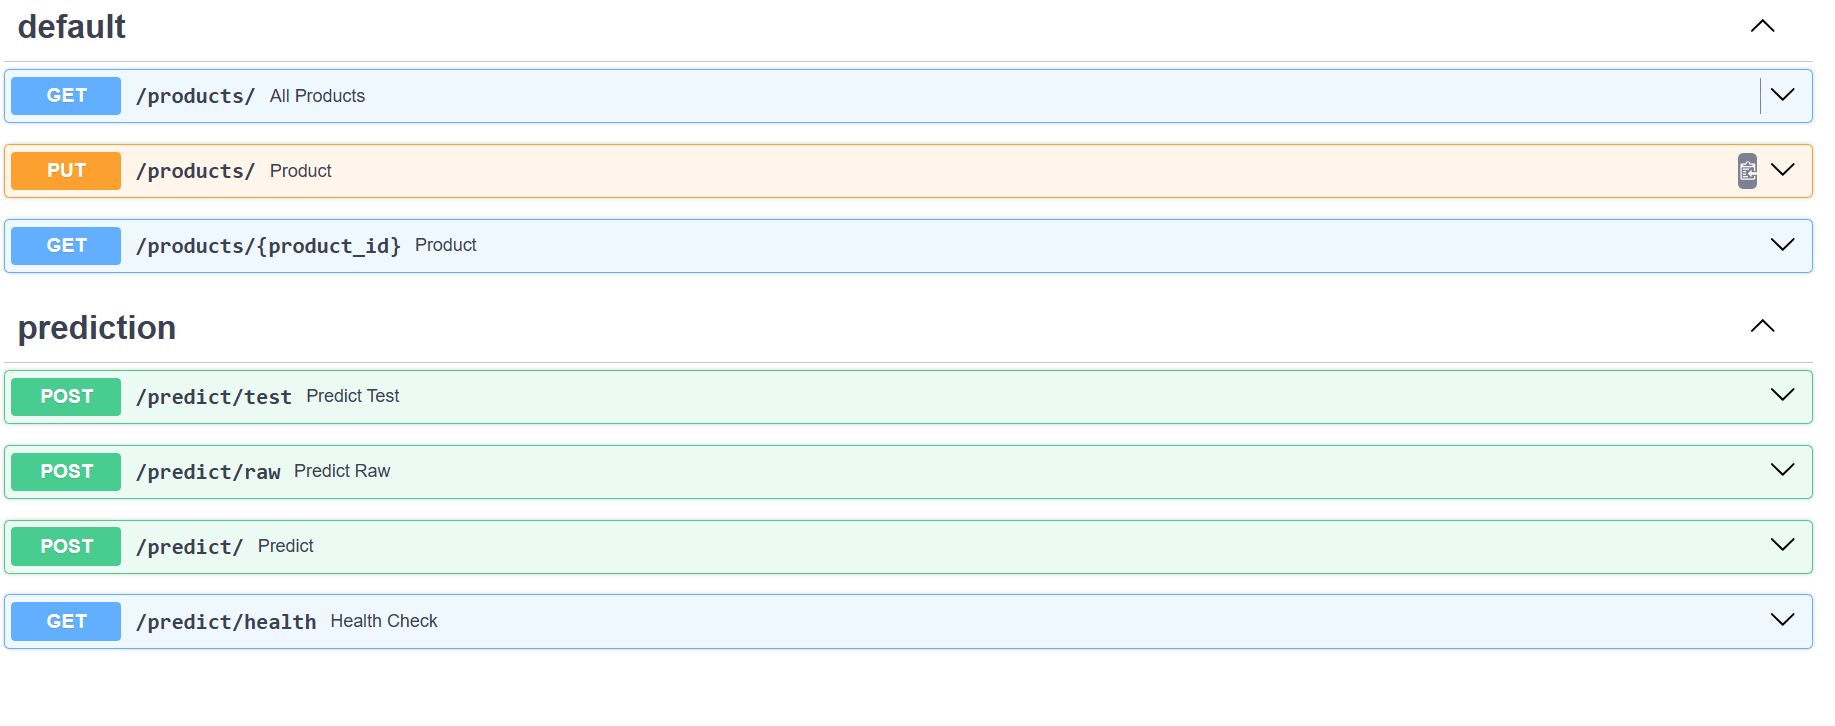 default
GET /products/ All Products
PUT /products/ Product
GET /products/{product_id} Product
prediction
POST /predict/test Predict Test
POST /predict/raw Predict Raw
POST /predict/ Predict
GET /predict/health Health Check